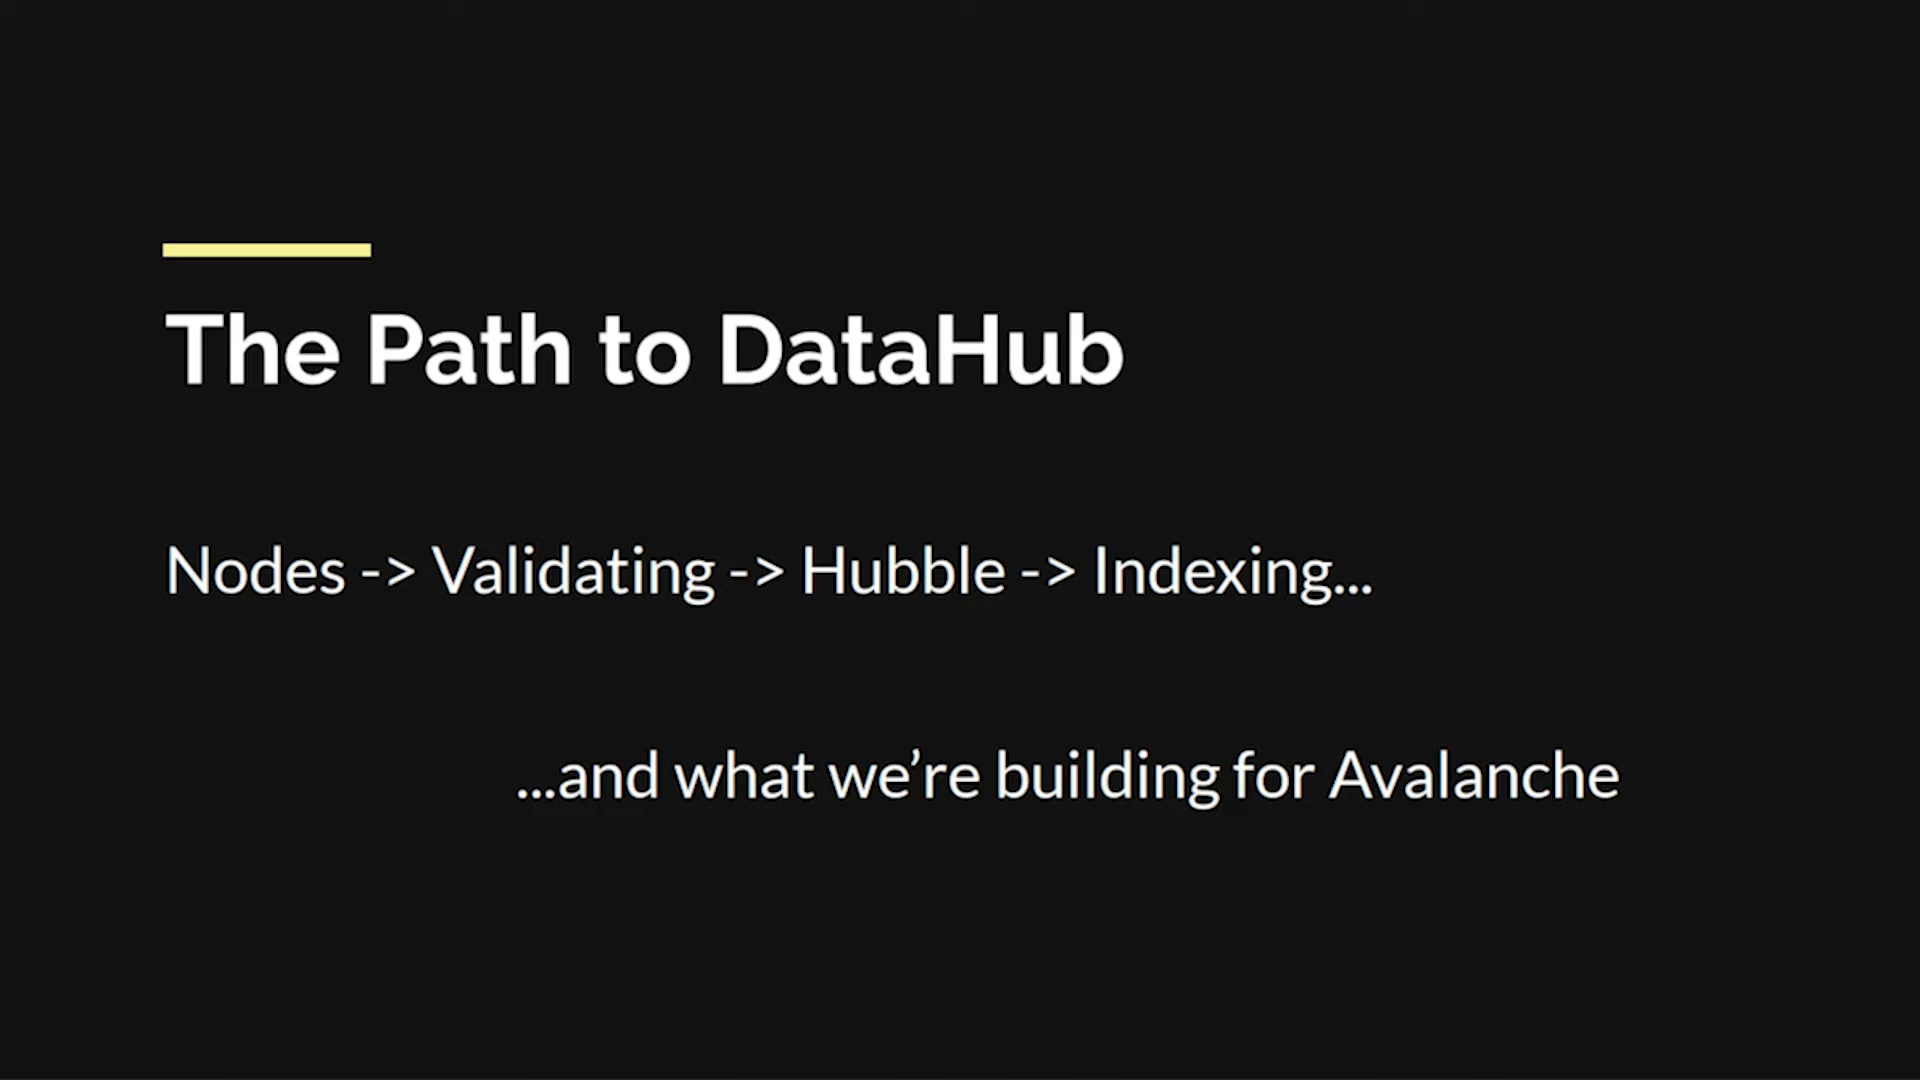 The Path to DataHub
Nodes -> Validating -> Hubble -> Indexing...
...and what we’re building for Avalanche